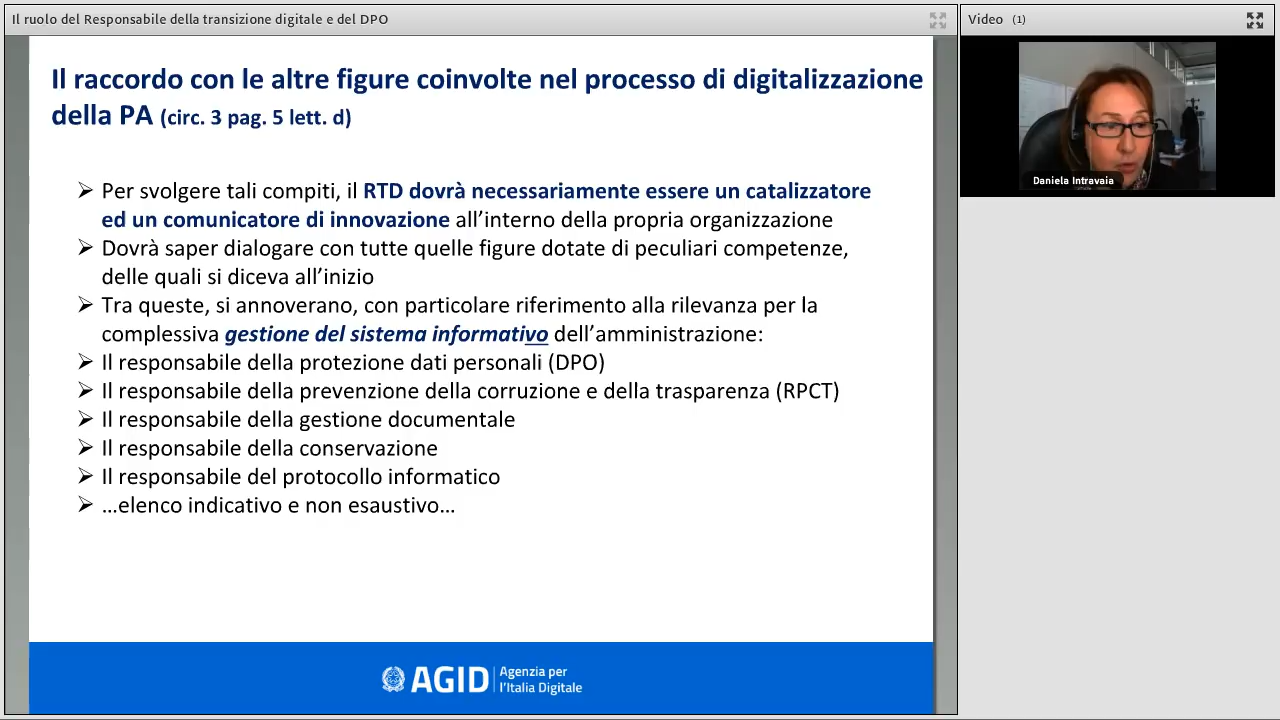 Il ruolo del Responsabile della transizione digitale e del DPO
Video (1)
Il raccordo con le altre figure coinvolte nel processo di digitalizzazione
della PA (circ. 3 pag. 5 lett. d)
Daniela Intravaia
➢ Per svolgere tali compiti, il RTD dovrà necessariamente essere un catalizzatore
ed un comunicatore di innovazione all’interno della propria organizzazione
➢ Dovrà saper dialogare con tutte quelle figure dotate di peculiari competenze,
delle quali si diceva all’inizio
➢ Tra queste, si annoverano, con particolare riferimento alla rilevanza per la
complessiva gestione del sistema informativo dell’amministrazione:
➢ Il responsabile della protezione dati personali (DPO)
➢ Il responsabile della prevenzione della corruzione e della trasparenza (RPCT)
➢ Il responsabile della gestione documentale
➢ Il responsabile della conservazione
➢ Il responsabile del protocollo informatico
➢ …elenco indicativo e non esaustivo…
AGID
Agenzia per
l’Italia Digitale